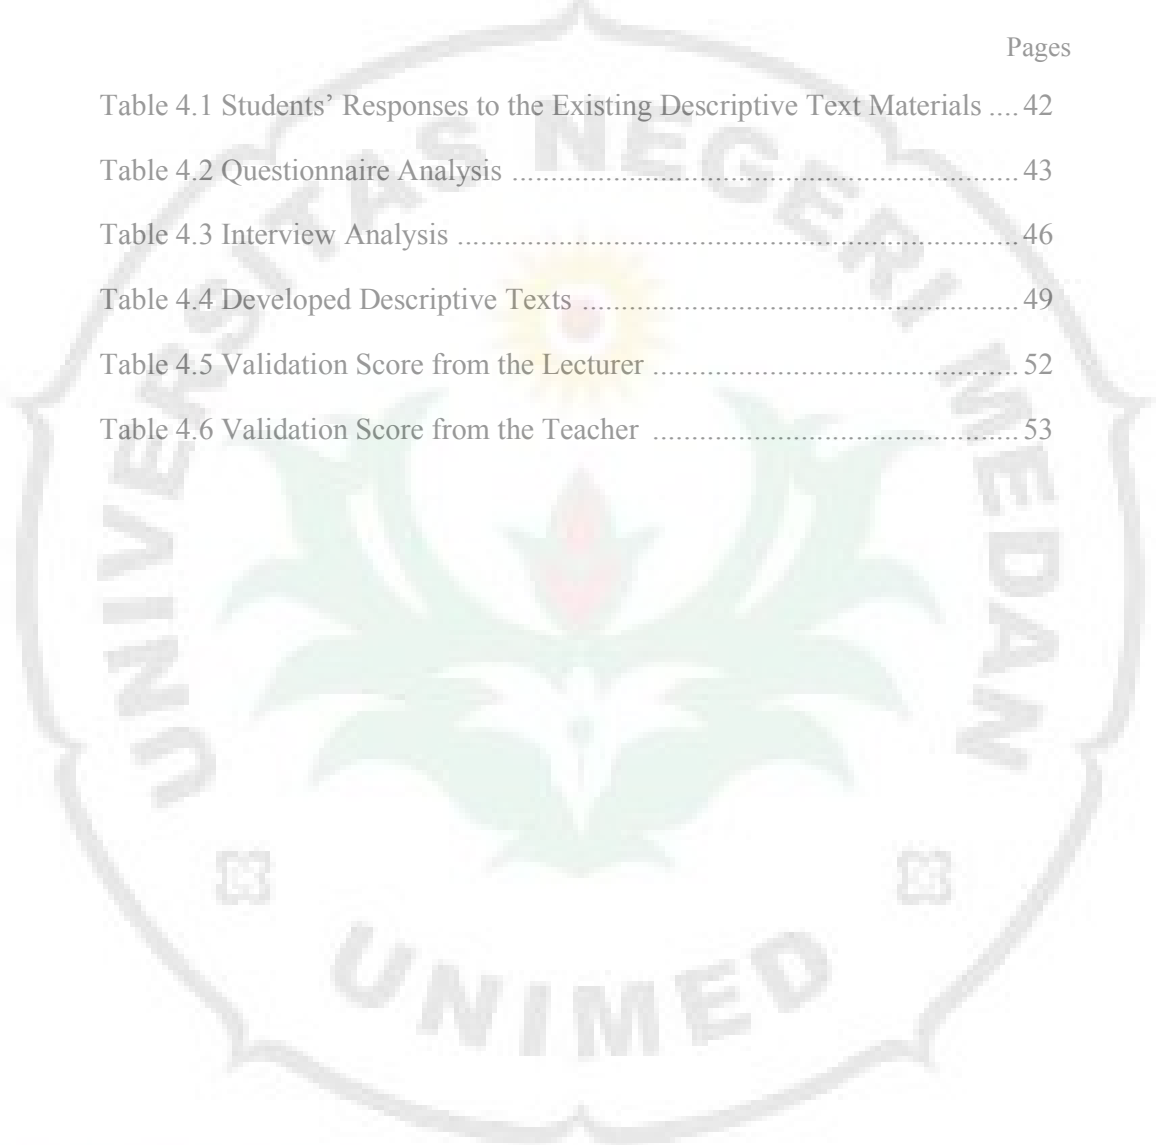 Pages
Table 4.1 Students’ Responses to the Existing Descriptive Text Materials .... 42
Table 4.2 Questionnaire Analysis ................................................................. 43
Table 4.3 Interview Analysis ........................................................................ 46
Table 4.4 Developed Descriptive Texts ........................................................ 49
Table 4.5 Validation Score from the Lecturer ............................................... 52
Table 4.6 Validation Score from the Teacher ............................................... 53
UNIVERSITAS NEGERI MEDAN
UNIMED